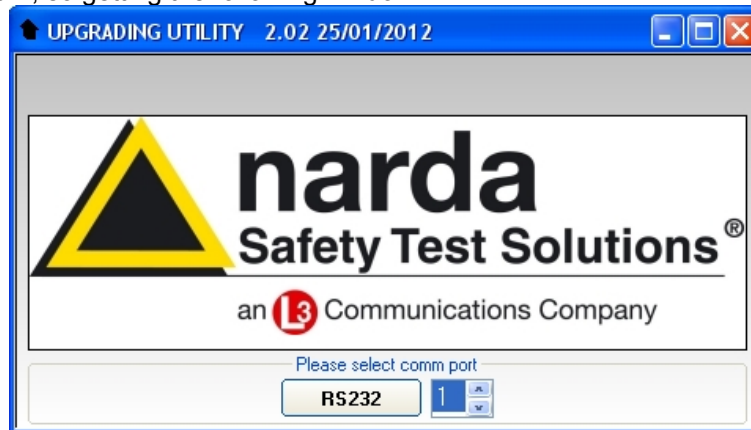 UPGRADING UTILITY 2.02 25/01/2012
narda
Safety Test Solutions®
an L3 Communications Company
Please select comm port
RS232 1